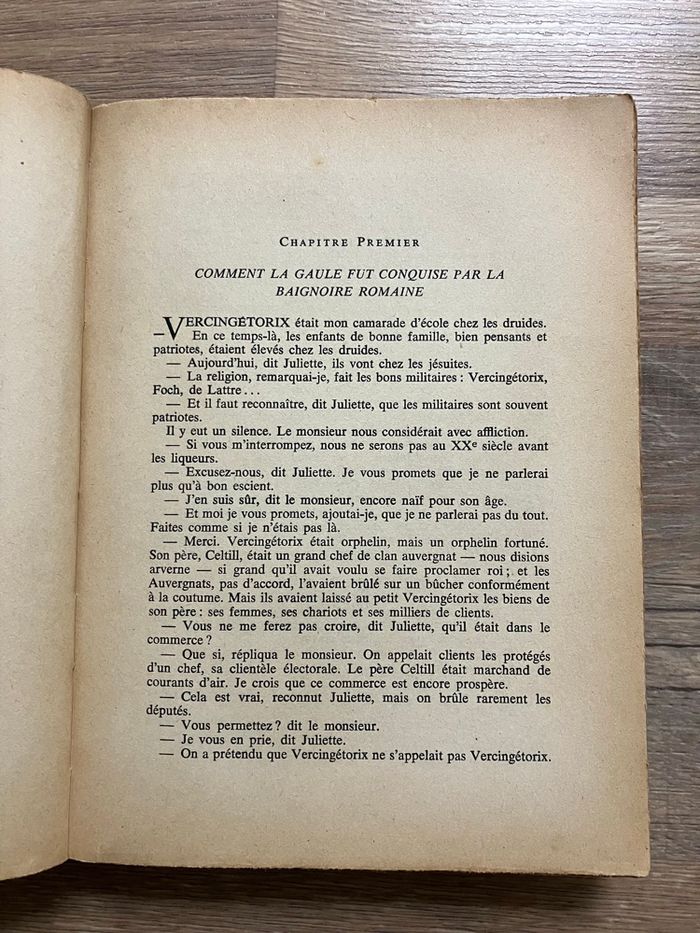 CHAPITRE PREMIER
COMMENT LA GAULE FUT CONQUISE PAR LA
BAIGNOIRE ROMAINE
— VERCINGÉTORIX était mon camarade d'école chez les druides.
En ce temps-là, les enfants de bonne famille, bien pensants et
patriotes, étaient élevés chez les druides.
— Aujourd'hui, dit Juliette, ils vont chez les jésuites.
— La religion, remarquai-je, fait les bons militaires : Vercingétorix,
Foch, de Lattre...
— Et il faut reconnaître, dit Juliette, que les militaires sont souvent
patriotes.
Il y eut un silence. Le monsieur nous considérait avec affliction.
— Si vous m'interrompez, nous ne serons pas au XXe siècle avant
les liqueurs.
— Excusez-nous, dit Juliette. Je vous promets que je ne parlerai
plus qu'à bon escient.
— J'en suis sûr, dit le monsieur, encore naïf pour son âge.
— Et moi je vous promets, ajoutai-je, que je ne parlerai pas du tout.
Faites comme si je n'étais pas là.
— Merci. Vercingétorix était orphelin, mais un orphelin fortuné.
Son père, Celtill, était un grand chef de clan auvergnat — nous disions
arverne — si grand qu'il avait voulu se faire proclamer roi ; et les
Auvergnats, pas d'accord, l'avaient brûlé sur un bûcher conformément
à la coutume. Mais ils avaient laissé au petit Vercingétorix les biens de
son père : ses femmes, ses chariots et ses milliers de clients.
— Vous ne me ferez pas croire, dit Juliette, qu'il était dans le
commerce ?
— Que si, répliqua le monsieur. On appelait clients les protégés
d'un chef, sa clientèle électorale. Le père Celtill était marchand de
courants d'air. Je crois que ce commerce est encore prospère.
— Cela est vrai, reconnut Juliette, mais on brûle rarement les
députés.
— Vous permettez ? dit le monsieur.
— Je vous en prie, dit Juliette.
— On a prétendu que Vercingétorix ne s'appelait pas Vercingétorix.